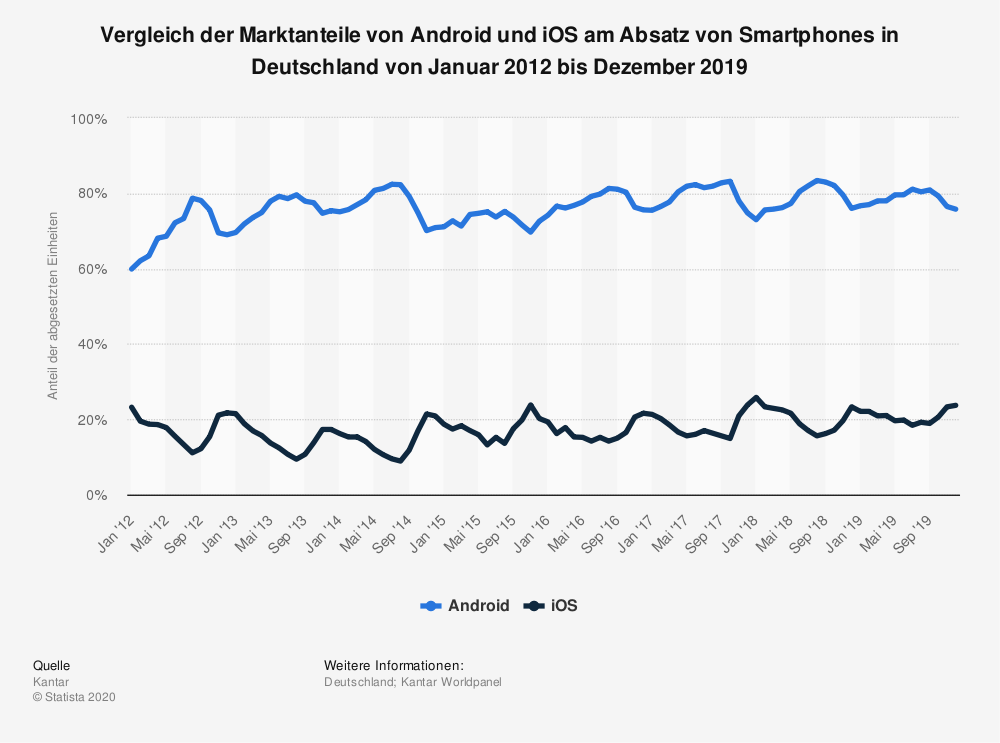 Vergleich der Marktanteile von Android und iOS am Absatz von Smartphones in
Deutschland von Januar 2012 bis Dezember 2019
Anteil der abgesetzten Einheiten
100%
80%
60%
40%
20%
0%
Jan '12
Mai '12
Sep '12
Jan '13
Mai '13
Sep '13
Jan '14
Mai '14
Sep '14
Jan '15
Mai '15
Sep '15
Jan '16
Mai '16
Sep '16
Jan '17
Mai '17
Sep '17
Jan '18
Mai '18
Sep '18
Jan '19
Mai '19
Sep '19
Android iOS
Quelle
Kantar
© Statista 2020
Weitere Informationen:
Deutschland; Kantar Worldpanel